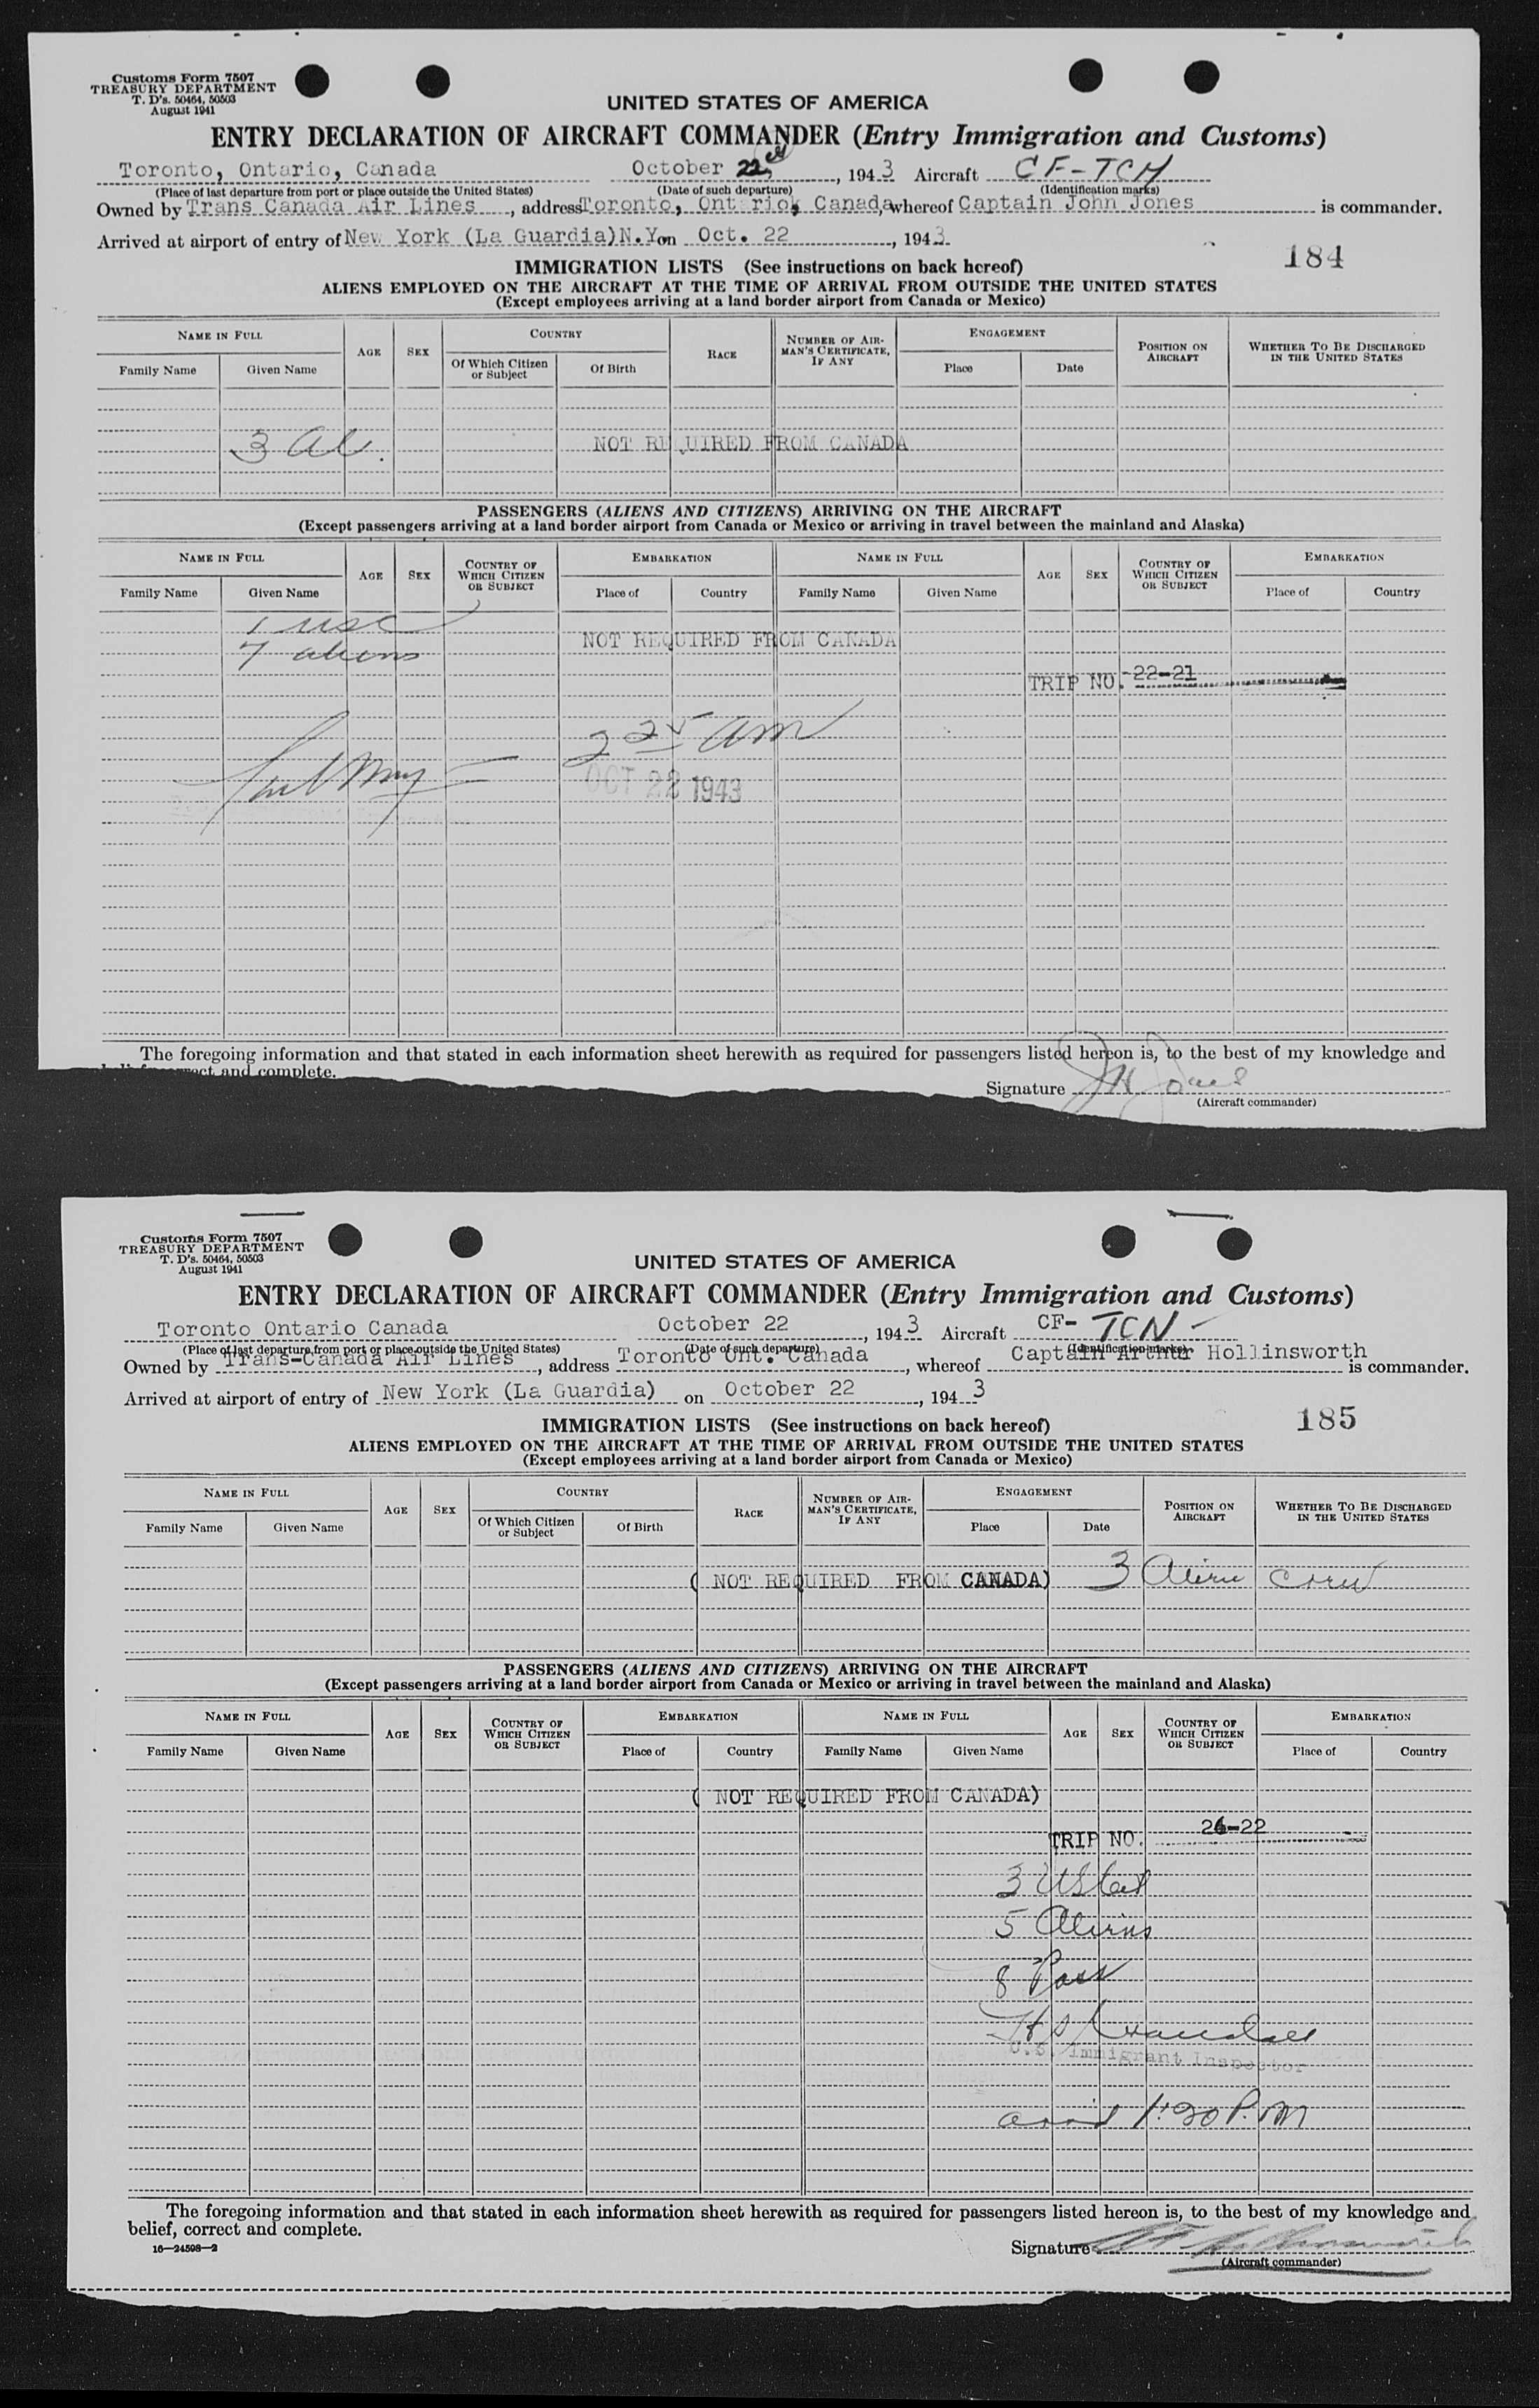 Customs Form 7507
TREASURY DEPARTMENT
T. D's. 50464, 50503
August 1941
UNITED STATES OF AMERICA
ENTRY DECLARATION OF AIRCRAFT COMMANDER (Entry Immigration and Customs)
Toronto, Ontario, Canada October 22, 1943 Aircraft CF-TCH
(Place of last departure from port or place outside the United States) (Date of such departure) (Identification marks)
Owned by Trans Canada Air Lines, address Toronto, Ontario, Canada, whereof Captain John Jones is commander.
Arrived at airport of entry of New York (La Guardia) N.Y. on Oct. 22, 1943.
184
IMMIGRATION LISTS (See instructions on back hereof)
ALIENS EMPLOYED ON THE AIRCRAFT AT THE TIME OF ARRIVAL FROM OUTSIDE THE UNITED STATES
(Except employees arriving at a land border airport from Canada or Mexico)
NAME IN FULL AGE SEX COUNTRY RACE NUMBER OF AIRMAN'S CERTIFICATE, IF ANY ENGAGEMENT POSITION ON AIRCRAFT WHETHER TO BE DISCHARGED IN THE UNITED STATES
Family Name Given Name Of Which Citizen or Subject Of Birth Place Date
3 al. NOT REQUIRED FROM CANADA
PASSENGERS (ALIENS AND CITIZENS) ARRIVING ON THE AIRCRAFT
(Except passengers arriving at a land border airport from Canada or Mexico or arriving in travel between the mainland and Alaska)
NAME IN FULL AGE SEX COUNTRY OF WHICH CITIZEN OR SUBJECT EMBARKATION NAME IN FULL AGE SEX COUNTRY OF WHICH CITIZEN OR SUBJECT EMBARKATION
Family Name Given Name Place of Country Family Name Given Name Place of Country
1 usc
7 aliens NOT REQUIRED FROM CANADA
TRIP NO. 22-21
2 25 am
OCT 22 1943
The foregoing information and that stated in each information sheet herewith as required for passengers listed hereon is, to the best of my knowledge and
belief, correct and complete.
Signature J H Jones
(Aircraft commander)
Customs Form 7507
TREASURY DEPARTMENT
T. D's. 50464, 50503
August 1941
UNITED STATES OF AMERICA
ENTRY DECLARATION OF AIRCRAFT COMMANDER (Entry Immigration and Customs)
Toronto Ontario Canada October 22, 1943 Aircraft CF-TCN
(Place of last departure from port or place outside the United States) (Date of such departure) (Identification marks)
Owned by Trans-Canada Air Lines, address Toronto Ont. Canada, whereof Captain Arthur Hollinsworth is commander.
Arrived at airport of entry of New York (La Guardia) on October 22, 1943
185
IMMIGRATION LISTS (See instructions on back hereof)
ALIENS EMPLOYED ON THE AIRCRAFT AT THE TIME OF ARRIVAL FROM OUTSIDE THE UNITED STATES
(Except employees arriving at a land border airport from Canada or Mexico)
NAME IN FULL AGE SEX COUNTRY RACE NUMBER OF AIRMAN'S CERTIFICATE, IF ANY ENGAGEMENT POSITION ON AIRCRAFT WHETHER TO BE DISCHARGED IN THE UNITED STATES
Family Name Given Name Of Which Citizen or Subject Of Birth Place Date
( NOT REQUIRED FROM CANADA) 3 Alien Crew
PASSENGERS (ALIENS AND CITIZENS) ARRIVING ON THE AIRCRAFT
(Except passengers arriving at a land border airport from Canada or Mexico or arriving in travel between the mainland and Alaska)
NAME IN FULL AGE SEX COUNTRY OF WHICH CITIZEN OR SUBJECT EMBARKATION NAME IN FULL AGE SEX COUNTRY OF WHICH CITIZEN OR SUBJECT EMBARKATION
Family Name Given Name Place of Country Family Name Given Name Place of Country
( NOT REQUIRED FROM CANADA)
TRIP NO. 26-22
3 USCit
5 Aliens
8 Pass
U.S. Immigrant Inspector
arr'd 1:20 P.M
The foregoing information and that stated in each information sheet herewith as required for passengers listed hereon is, to the best of my knowledge and
belief, correct and complete.
16—24598—2
Signature
(Aircraft commander)